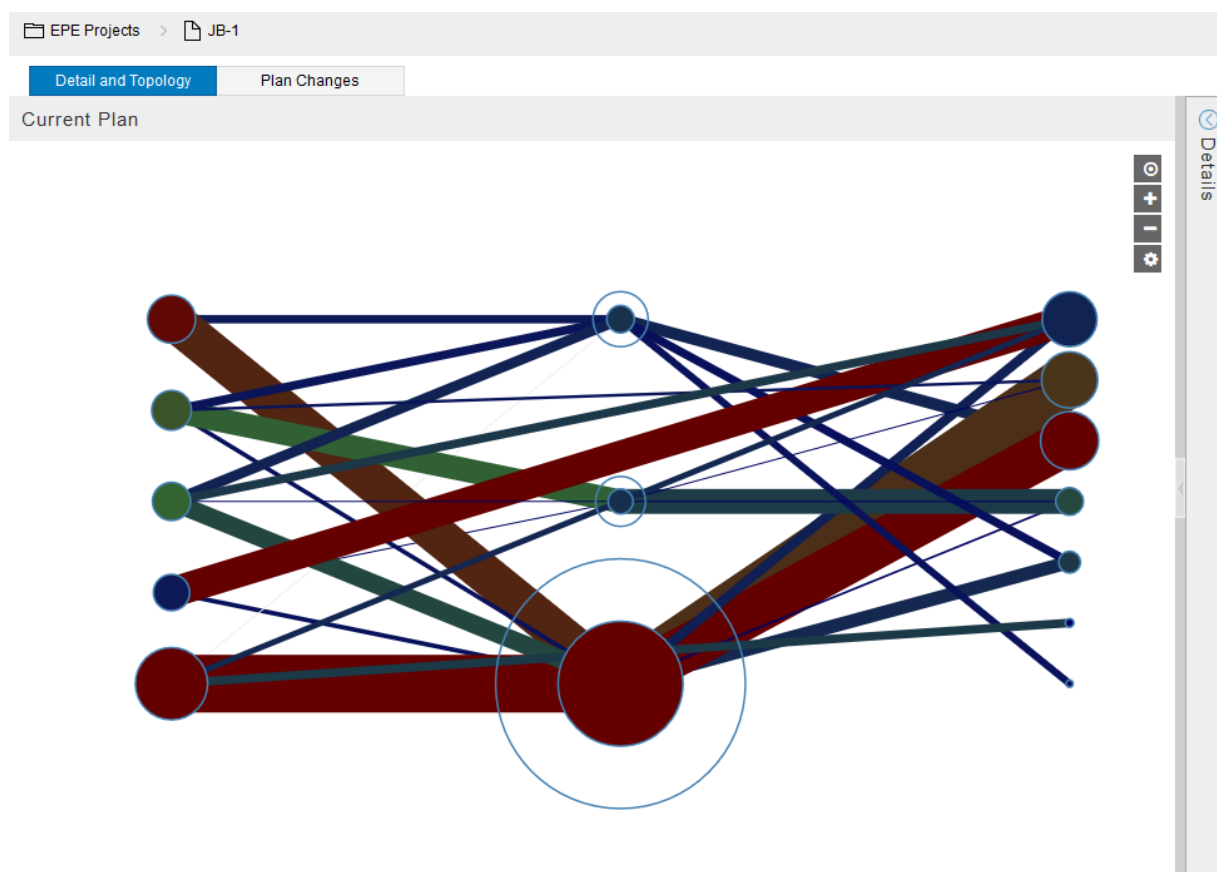 EPE Projects > JB-1
Detail and Topology
Plan Changes
Current Plan
Details